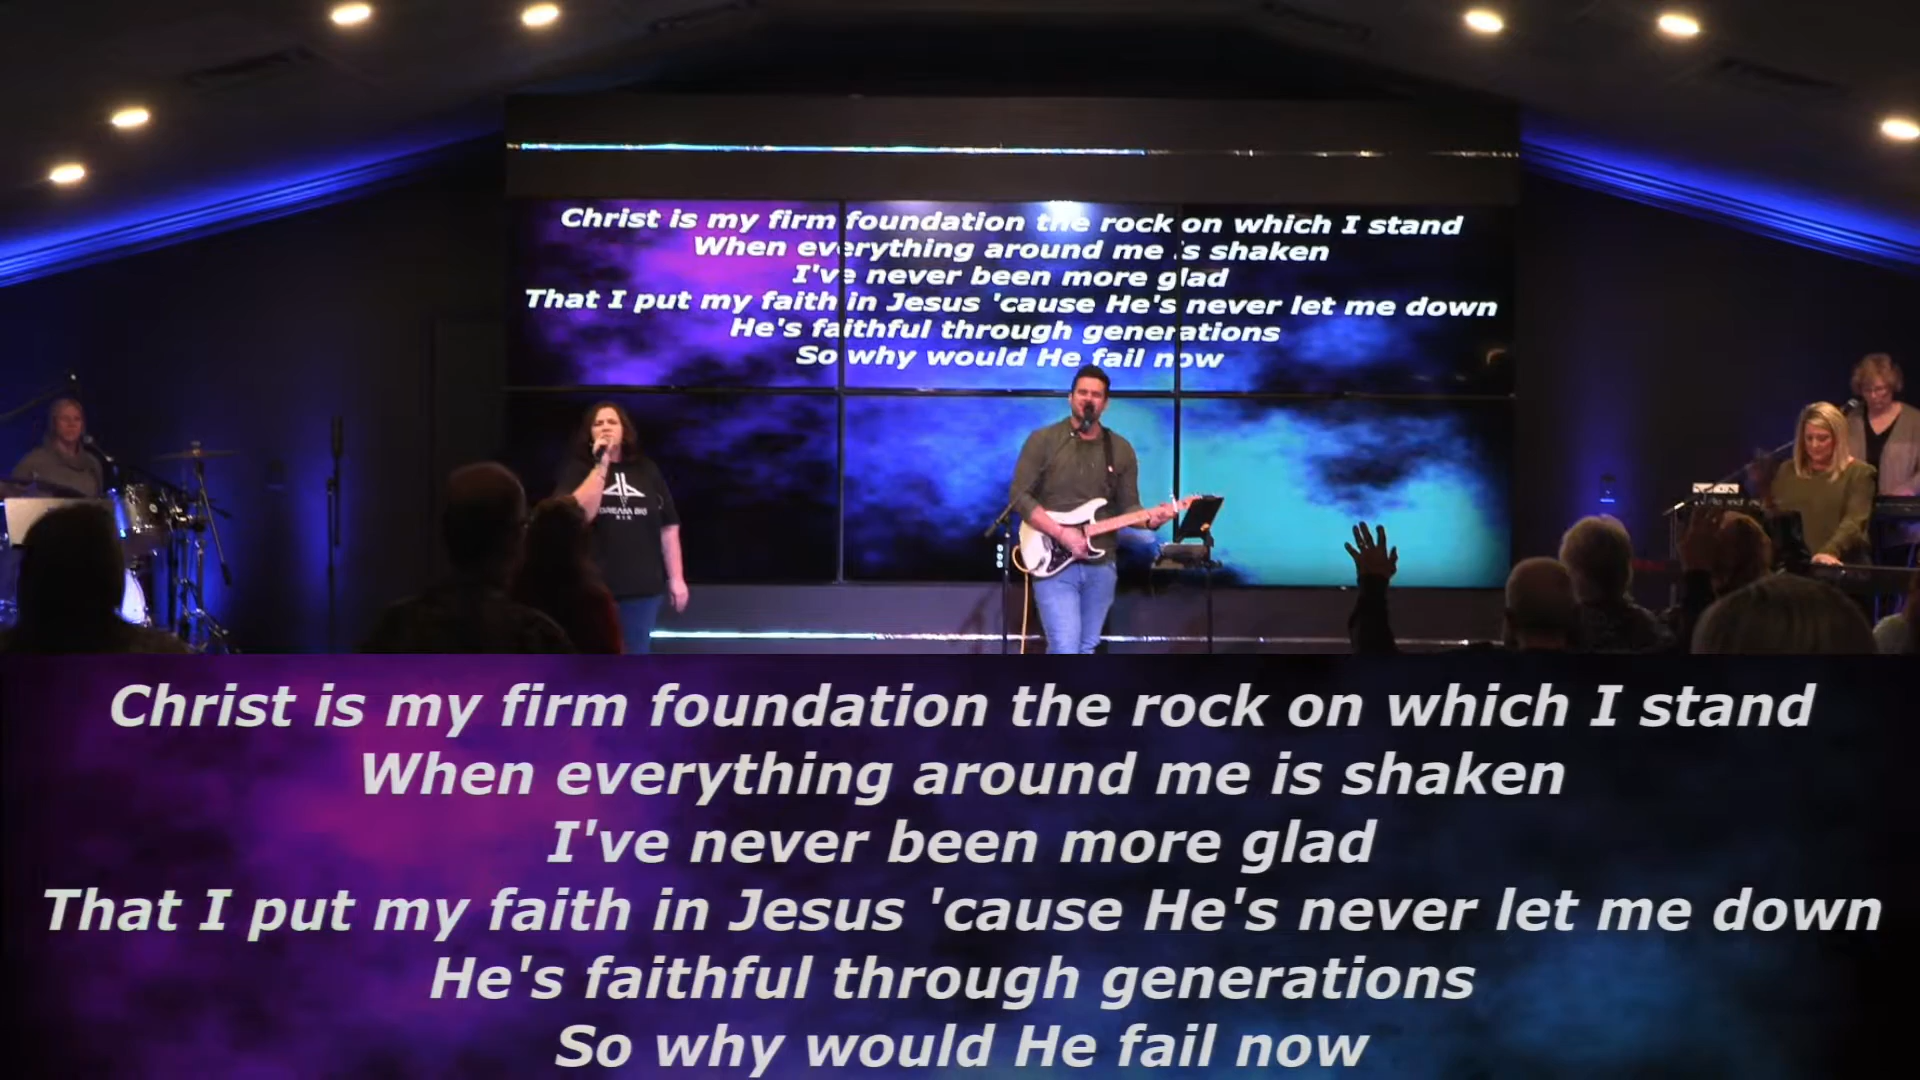 Christ is my firm foundation the rock on which I stand
When everything around me is shaken
I've never been more glad
That I put my faith in Jesus 'cause He's never let me down
He's faithful through generations
So why would He fail now
DREAM BIG
Christ is my firm foundation the rock on which I stand
When everything around me is shaken
I've never been more glad
That I put my faith in Jesus 'cause He's never let me down
He's faithful through generations
So why would He fail now